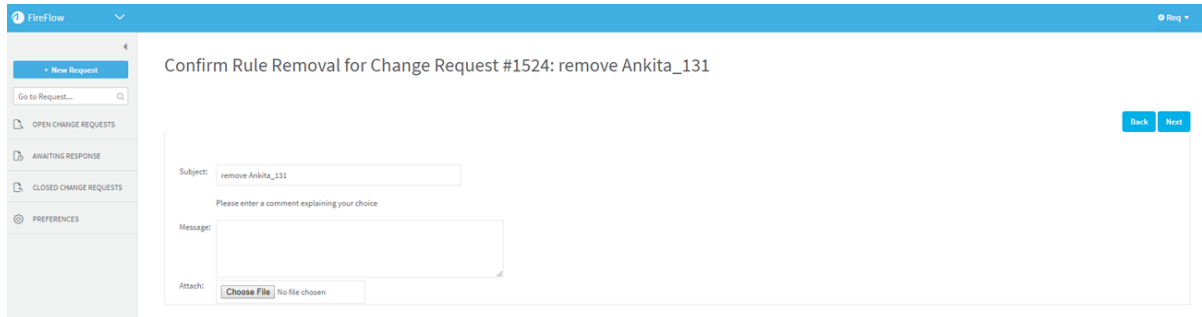 FireFlow
Req
+ New Request
Go to Request...
OPEN CHANGE REQUESTS
AWAITING RESPONSE
CLOSED CHANGE REQUESTS
PREFERENCES
Confirm Rule Removal for Change Request #1524: remove Ankita_131
Back Next
Subject: remove Ankita_131
Please enter a comment explaining your choice
Message:
Attach: Choose File No file chosen